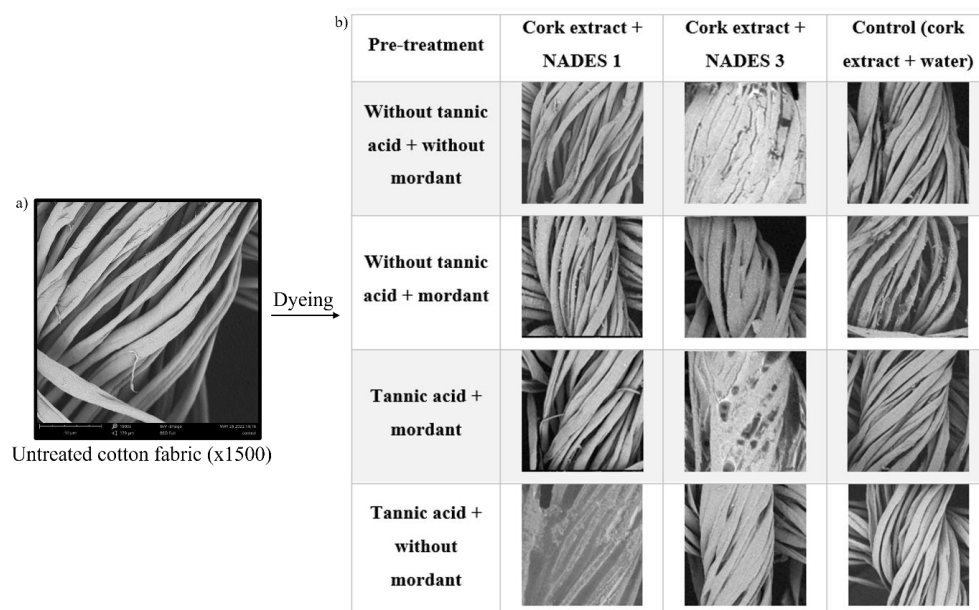 b)
Pre-treatment
Cork extract +
NADES 1
Cork extract +
NADES 3
Control (cork
extract + water)
Without tannic
acid + without
mordant
a)
Without tannic
acid + mordant
Dyeing
Tannic acid +
mordant
Untreated cotton fabric (x1500)
Tannic acid +
without
mordant